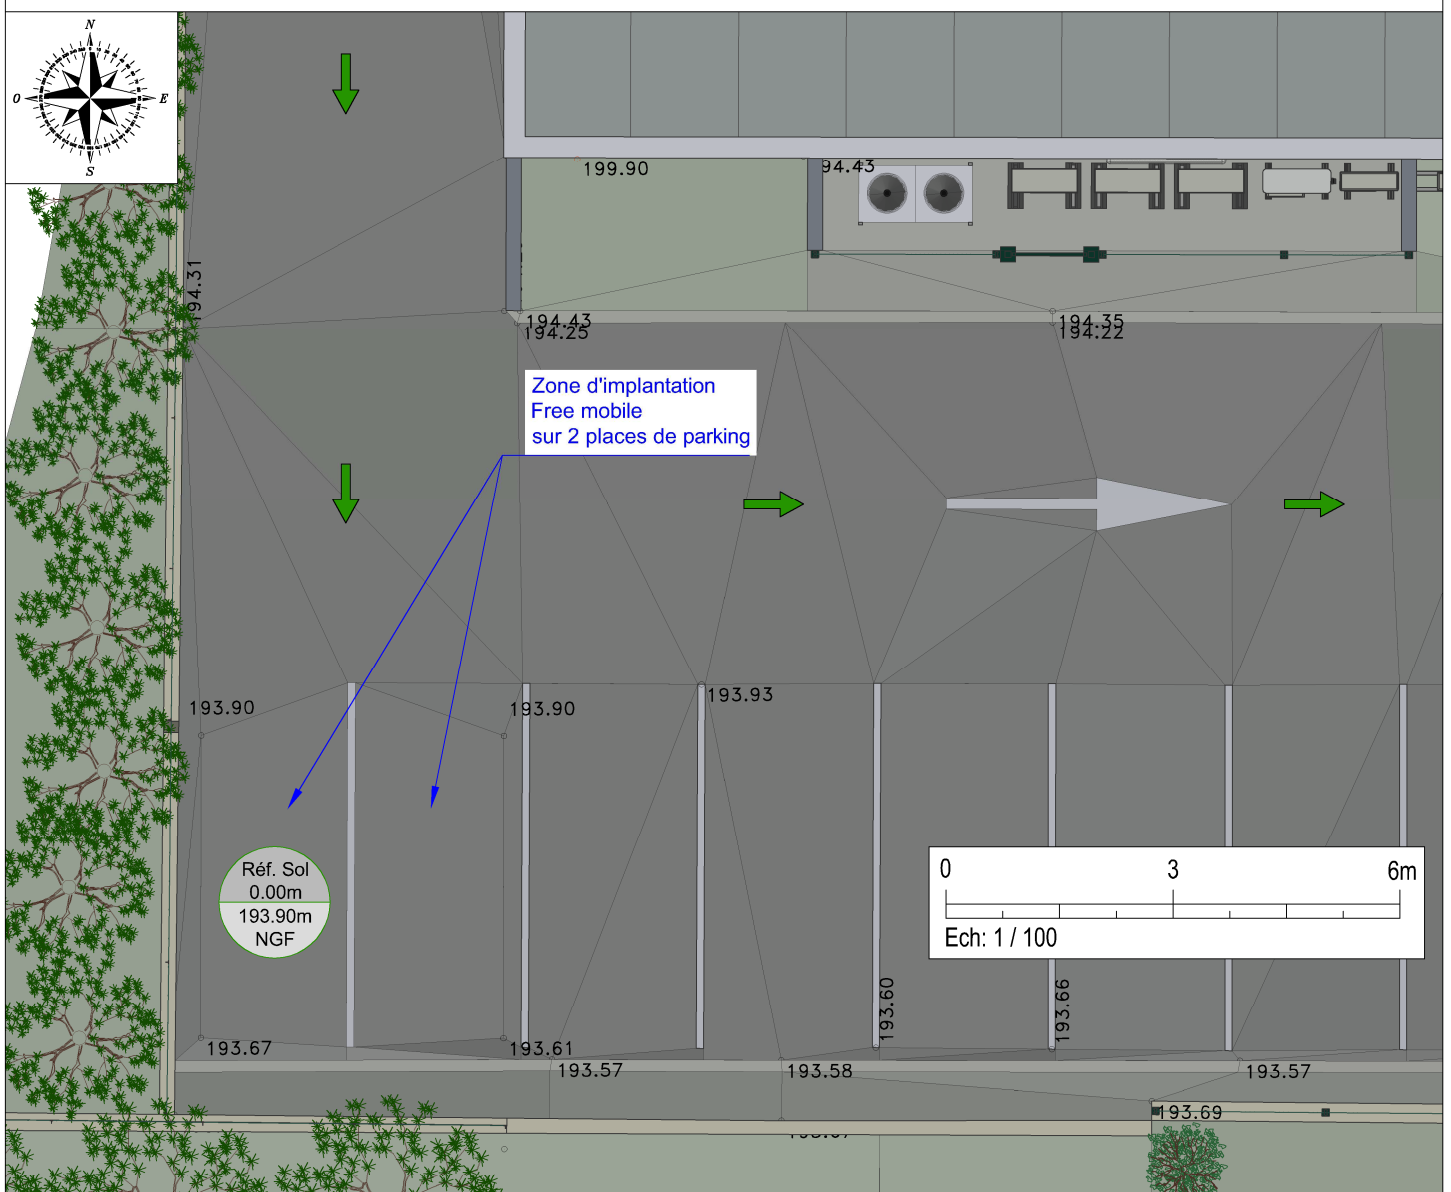 N
O
E
S
199.90
94.43
194.31
194.43
194.25
194.35
194.22
Zone d'implantation
Free mobile
sur 2 places de parking
193.90
193.90
193.93
Réf. Sol
0.00m
193.90m
NGF
0 3 6m
Ech: 1 / 100
193.60
193.66
193.67
193.61
193.57
193.58
193.57
193.69